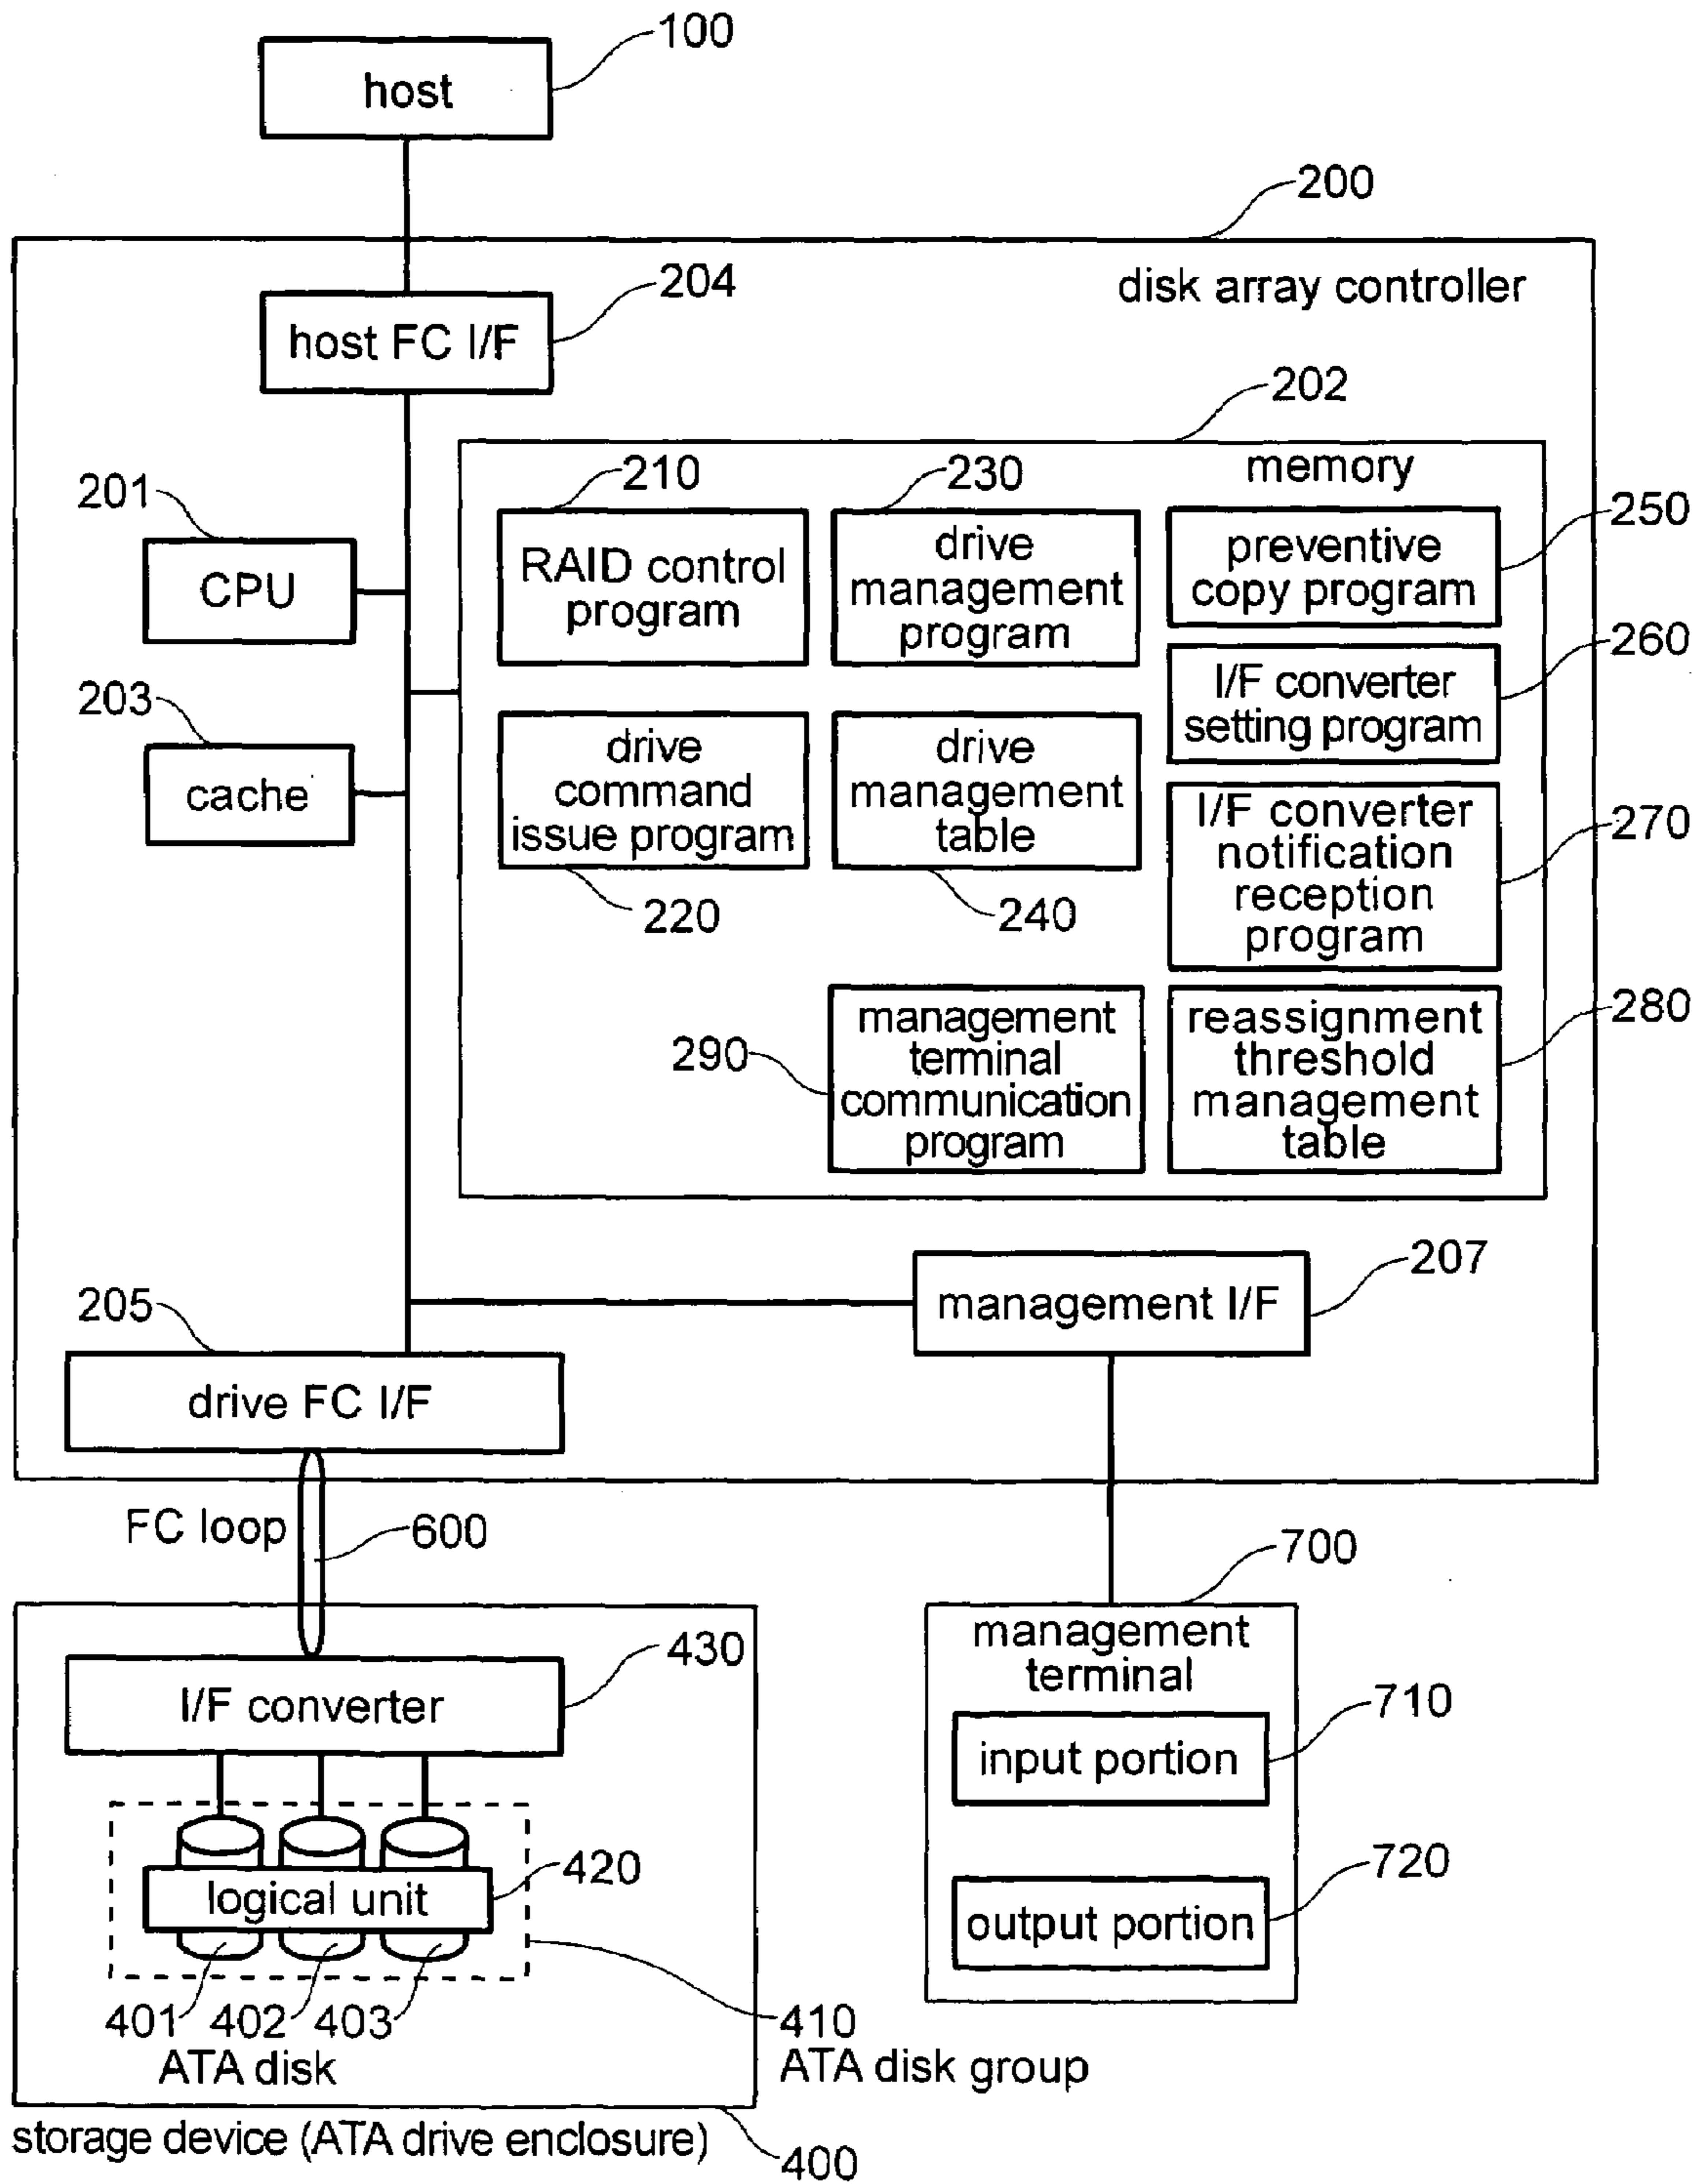 100
host
200
204
disk array controller
host FC I/F
202
memory
210
230
250
201
RAID control
program
drive
management
program
preventive
copy program
CPU
260
I/F converter
setting program
203
drive
command
issue program
drive
management
table
cache
270
I/F converter
notification
reception
program
220
240
290
management
terminal
communication
program
reassignment
threshold
management
table
280
207
management I/F
205
drive FC I/F
FC loop
600
700
management
terminal
430
I/F converter
710
input portion
420
logical unit
720
output portion
401 402 403
ATA disk
410
ATA disk group
storage device (ATA drive enclosure)
400